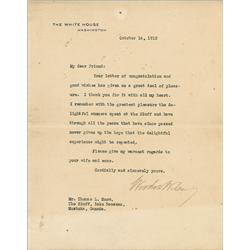 THE WHITE HOUSE
WASHINGTON
October 16, 1912
My dear Friend:
Your letter of congratulation and
good wishes has given me a great deal of pleas-
ure. I thank you for it with all my heart.
I remember with the greatest pleasure the de-
lightful summers spent at the Bluff and have
through all the years that have since passed
never given up the hope that the delightful
experience might be repeated.
Please give my warmest regards to
your wife and sons.
Cordially and sincerely yours,
Woodrow Wilson
Mr. Thomas L.
The Bluff, Lake Rosseau,
Muskoka, Canada.